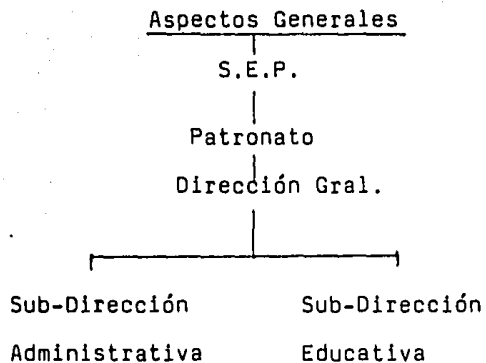 Aspectos Generales
S.E.P.
Patronato
Dirección Gral.
Sub-Dirección Sub-Dirección
Administrativa Educativa